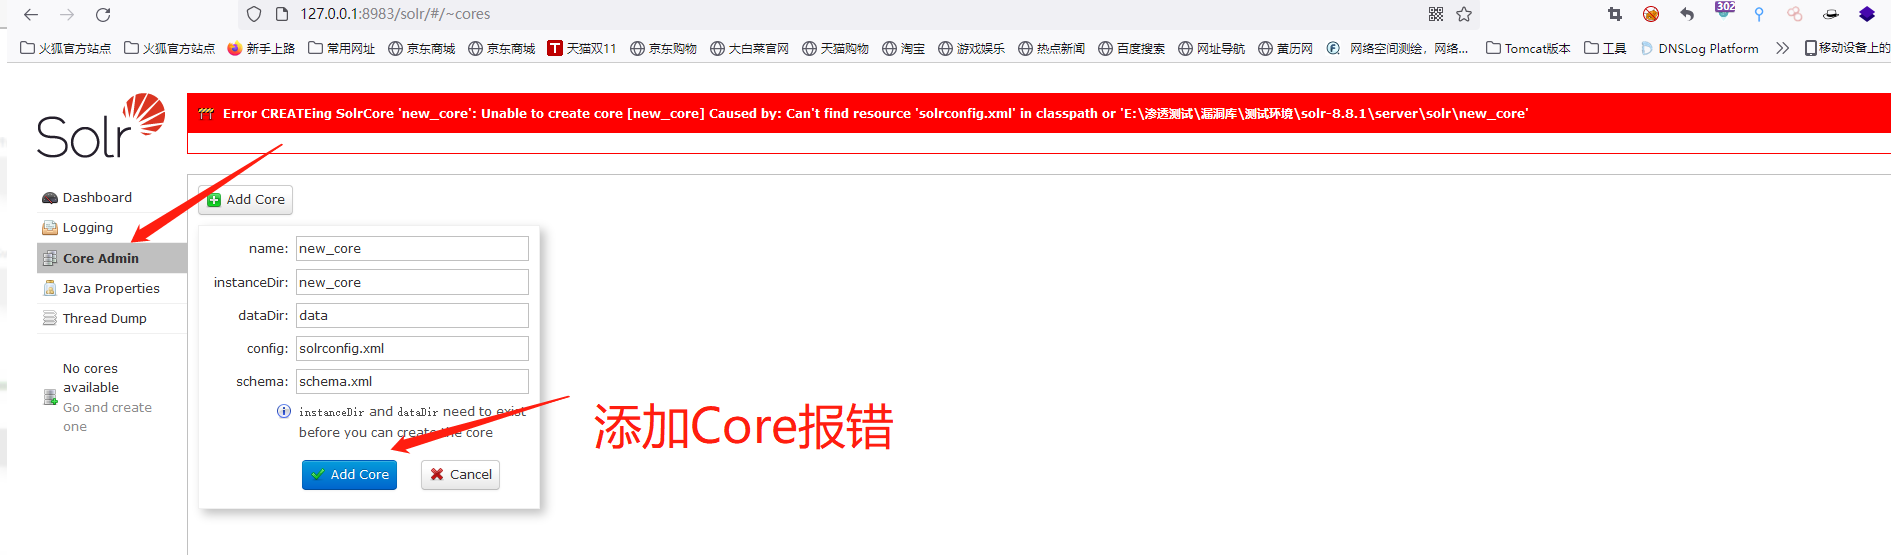 127.0.0.1:8983/solr/#/~cores
302
火狐官方站点 火狐官方站点 新手上路 常用网址 京东商城 京东商城 天猫双11 京东购物 大白菜官网 天猫购物 淘宝 游戏娱乐 热点新闻 百度搜索 网址导航 黄历网 网络空间测绘，网络... Tomcat版本 工具 DNSLog Platform 移动设备上的
Solr
Error CREATEing SolrCore 'new_core': Unable to create core [new_core] Caused by: Can't find resource 'solrconfig.xml' in classpath or 'E:\渗透测试\漏洞库\测试环境\solr-8.8.1\server\solr\new_core'
Dashboard
Logging
Core Admin
Java Properties
Thread Dump
No cores
available
Go and create
one
Add Core
name: new_core
instanceDir: new_core
dataDir: data
config: solrconfig.xml
schema: schema.xml
instanceDir and dataDir need to exist
before you can create the core
Add Core Cancel
添加Core报错